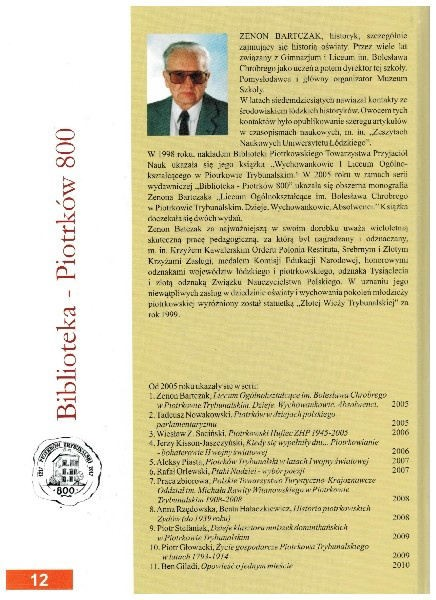 ZENON BARTCZAK, historyk, szczególnie
zajmujący się historią oświaty. Przez wiele lat
związany z Gimnazjum i Liceum im. Bolesława
Chrobrego jako uczeń a potem dyrektor tej szkoły.
Pomysłodawca i główny organizator Muzeum
Szkoły.
W latach siedemdziesiątych nawiązał kontakty ze
środowiskiem łódzkich historyków. Owocem tych
kontaktów było opublikowanie szeregu artykułów
w czasopismach naukowych, m. in. „Zeszytach
Naukowych Uniwersytetu Łódzkiego".
W 1998 roku, nakładem Biblioteki Piotrkowskiego Towarzystwa Przyjaciół
Nauk ukazała się jego książka „Wychowankowie I Liceum Ogólno-
kształcącego w Piotrkowie Trybunalskim." W 2005 roku w ramach serii
wydawniczej „Biblioteka - Piotrków 800" ukazała się obszerna monografia
Zenona Bartczaka „Liceum Ogólnokształcące im. Bolesława Chrobrego
w Piotrkowie Trybunalskim. Dzieje. Wychowankowie. Absolwenci." Książka
doczekała się dwóch wydań.
Zenon Batczak za najważniejszą w swoim dorobku uważa wieloletnią
skuteczną pracę pedagogiczną, za którą był nagradzany i odznaczany,
m. in. Krzyżem Kawalerskim Orderu Polonia Restituta, Srebrnym i Złotym
Krzyżami Zasługi, medalem Komisji Edukacji Narodowej, honorowymi
odznakami województw łódzkiego i piotrkowskiego, odznaką Tysiąclecia
i złotą odznaką Związku Nauczycielstwa Polskiego. W uznaniu jego
niewątpliwych zasług w dziedzinie oświaty i wychowania pokoleń młodzieży
piotrkowskiej wyróżniony został statuetką „Złotej Wieży Trybunalskiej" za
rok 1999.
Biblioteka - Piotrków 800
Od 2005 roku ukazały się w serii:
1. Zenon Bartczak, Liceum Ogólnokształcące im. Bolesława Chrobrego
w Piotrkowie Trybunalskim. Dzieje. Wychowankowie. Absolwenci. 2005
2. Tadeusz Nowakowski, Piotrków w dziejach polskiego
parlamentaryzmu 2005
3. Wiesław Z. Saciński, Piotrkowski Hufiec ZHP 1945-2005 2006
4. Jerzy Kisson-Jaszczyński, Kiedy się wypełniły dni... Piotrkowianie
- bohaterowie II wojny światowej 2006
5. Aleksy Piasta, Piotrków Trybunalski w latach I wojny światowej 2007
6. Rafał Orlewski, Ptaki Nadziei - wybór poezji 2007
7. Praca zbiorowa, Polskie Towarzystwo Turystyczno-Krajoznawcze
Oddział im. Michała Rawity Witanowskiego w Piotrkowie
Trybunalskim 1908-2008 2008
8. Anna Rzędowska, Beata Hałaczkiewicz, Historia piotrkowskich
Żydów (do 1939 roku) 2008
9. Piotr Stefaniak, Dzieje klasztoru mniszek dominikańskich
w Piotrkowie Trybunalskim 2009
10. Piotr Głowacki, Życie gospodarcze Piotrkowa Trybunalskiego
w latach 1793-1914 2009
11. Ben Giladi, Opowieść o jednym mieście 2010
800
12